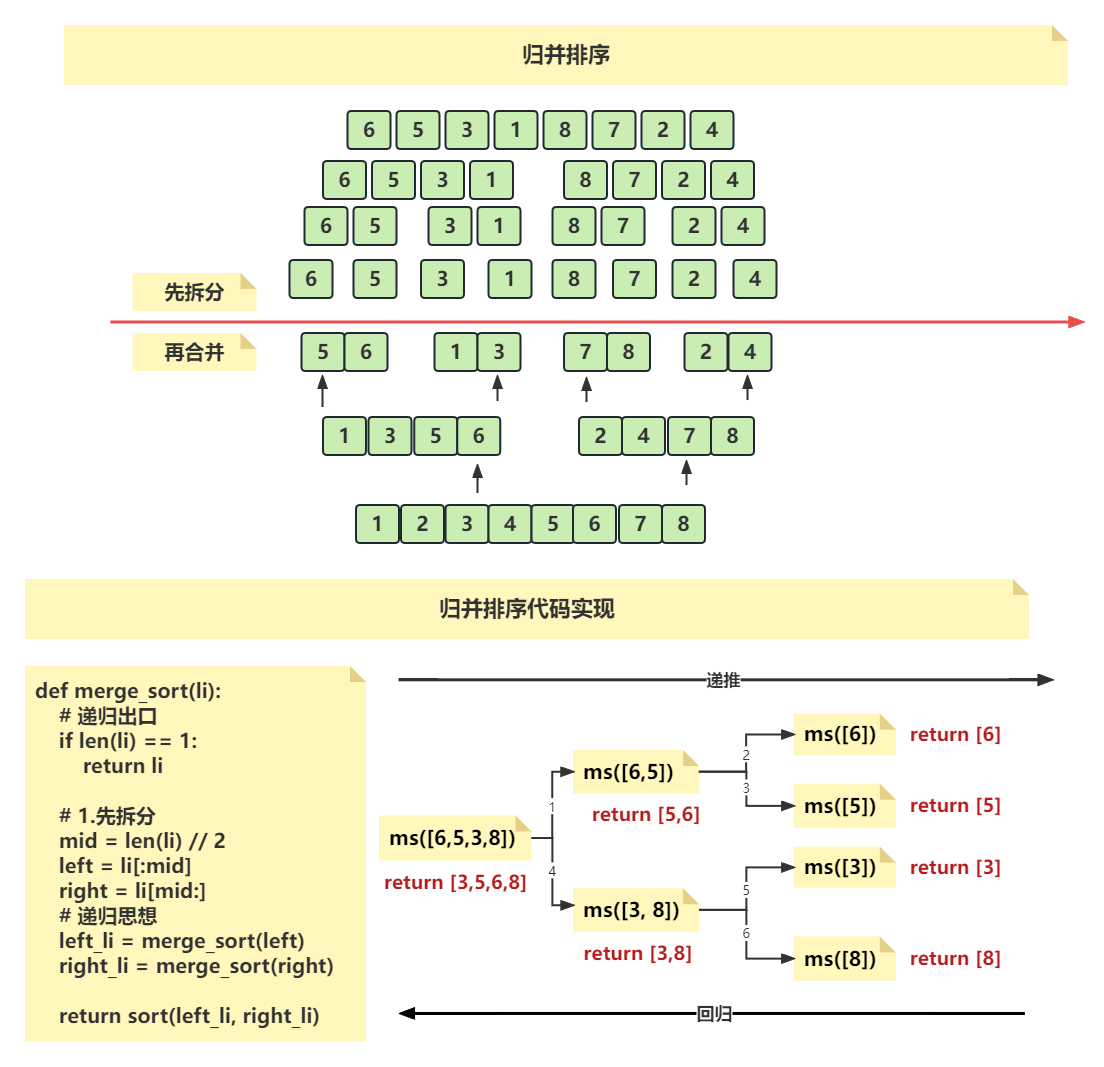 归并排序
6 5 3 1 8 7 2 4
6 5 3 1 8 7 2 4
6 5 3 1 8 7 2 4
6 5 3 1 8 7 2 4
先拆分
再合并
5 6 1 3 7 8 2 4
1 3 5 6 2 4 7 8
1 2 3 4 5 6 7 8
归并排序代码实现
def merge_sort(li):
# 递归出口
if len(li) == 1:
return li
# 1.先拆分
mid = len(li) // 2
left = li[:mid]
right = li[mid:]
# 递归思想
left_li = merge_sort(left)
right_li = merge_sort(right)
return sort(left_li, right_li)
递推
ms([6,5,3,8])
return [3,5,6,8]
1
4
ms([6,5])
return [5,6]
ms([3, 8])
return [3,8]
2
3
5
6
ms([6]) return [6]
ms([5]) return [5]
ms([3]) return [3]
ms([8]) return [8]
回归